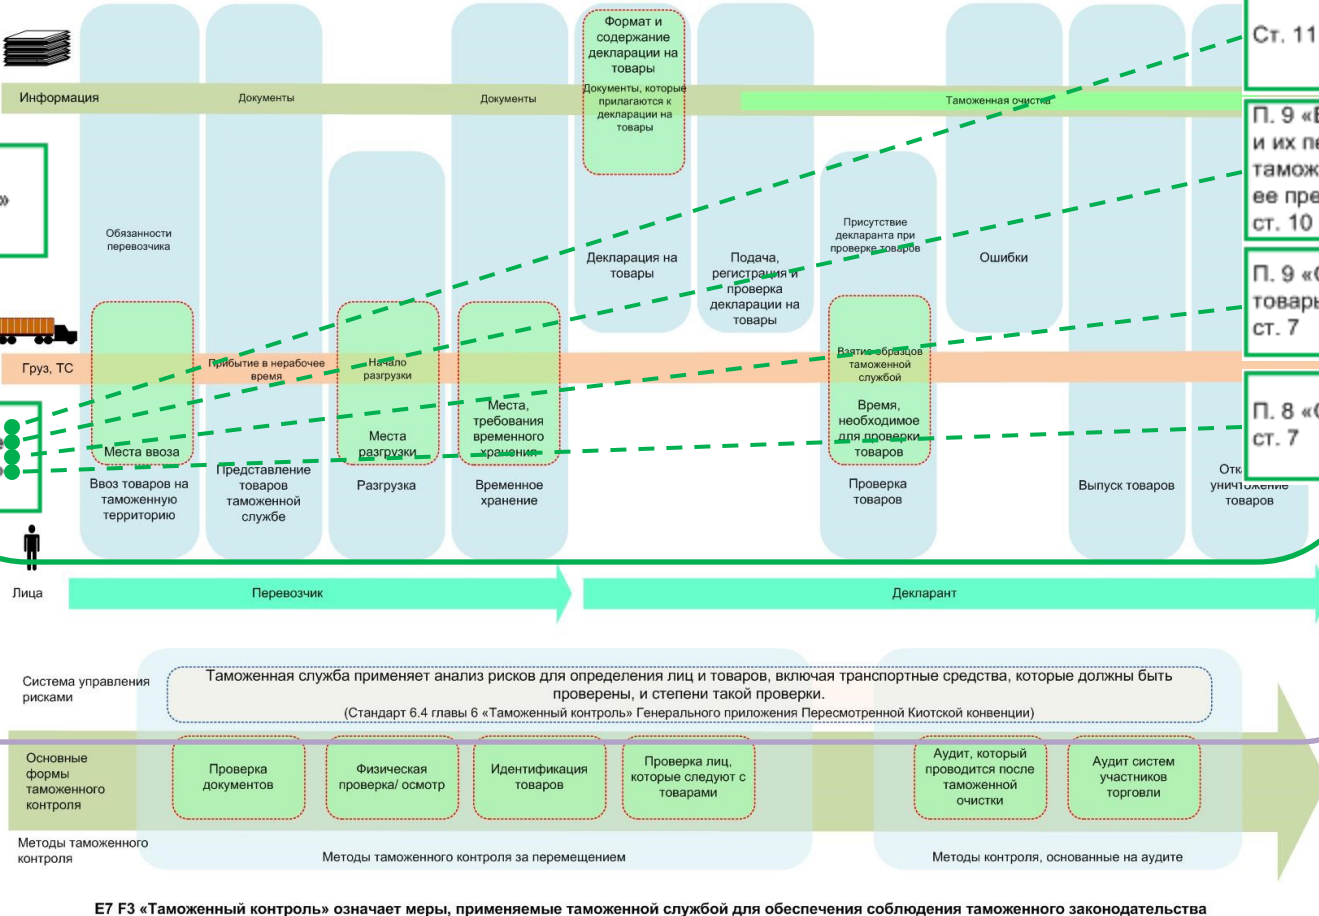 Формат и
содержание
декларации на
товары
Ст. 11
Информация
Документы
Документы
Документы, которые
прилагаются к
декларации на
товары
Таможенная очистка
П. 9
и их
ст. 10
»
Обязанности
перевозчика
Присутствие
декларанта при
проверке товаров
Декларация на
товары
Подача,
регистрация и
проверка
декларации на
товары
Ошибки
П. 9
ст. 7
Груз, ТС
Прибытие в нерабочее
время
Начало
разгрузки
Взятие образцов
таможенной
службой
Места ввоза
Места
разгрузки
Места,
требования
временного
хранения
Время,
необходимое
для проверки
товаров
П. 8
ст. 7
Ввоз товаров на
таможенную
территорию
Представление
товаров
таможенной
службе
Разгрузка
Временное
хранение
Проверка
товаров
Выпуск товаров
уничтожение
товаров
Лица
Перевозчик
Декларант
Система управления
рисками
Таможенная служба применяет анализ рисков для определения лиц и товаров, включая транспортные средства, которые должны быть
проверены, и степени такой проверки.
(Стандарт 6.4 главы 6 «Таможенный контроль» Генерального приложения Пересмотренной Киотской конвенции)
Основные
формы
таможенного
контроля
Проверка
документов
Физическая
проверка/ осмотр
Идентификация
товаров
Проверка лиц,
которые следуют с
товарами
Аудит, который
проводится после
таможенной
очистки
Аудит систем
участников
торговли
Методы таможенного
контроля
Методы таможенного контроля за перемещением
Методы контроля, основанные на аудите
E7 F3 «Таможенный контроль» означает меры, применяемые таможенной службой для обеспечения соблюдения таможенного законодательства